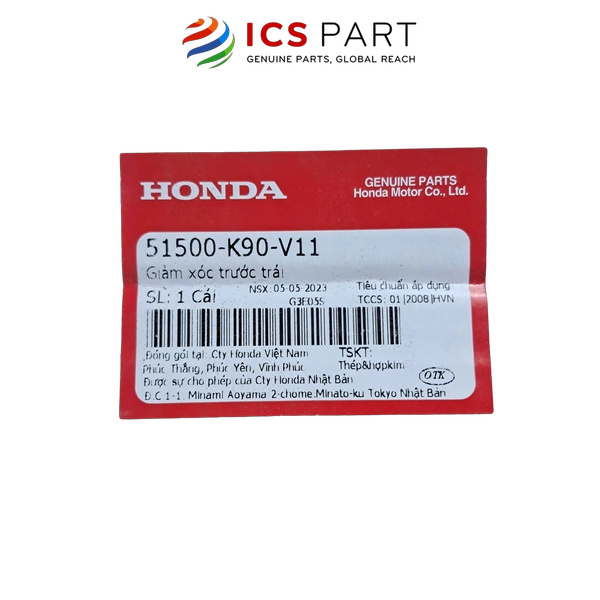 ICS PART
GENUINE PARTS, GLOBAL REACH
HONDA
GENUINE PARTS
Honda Motor Co., Ltd.
51500-K90-V11
Giảm xóc trước trái
SL: 1 Cái
NSX: 05-05-2023
Tiêu chuẩn áp dụng
G3E05S
TCCS: 01|2008|HVN
Đóng gói tại: Cty Honda Việt Nam
TSKT:
Phúc Thắng, Phúc Yên, Vĩnh Phúc
Thép&hợpkim
Được sự cho phép của Cty Honda Nhật Bản
OTK
Đ.C 1-1. Minami Aoyama 2-chome.Minato-ku Tokyo Nhật Bản